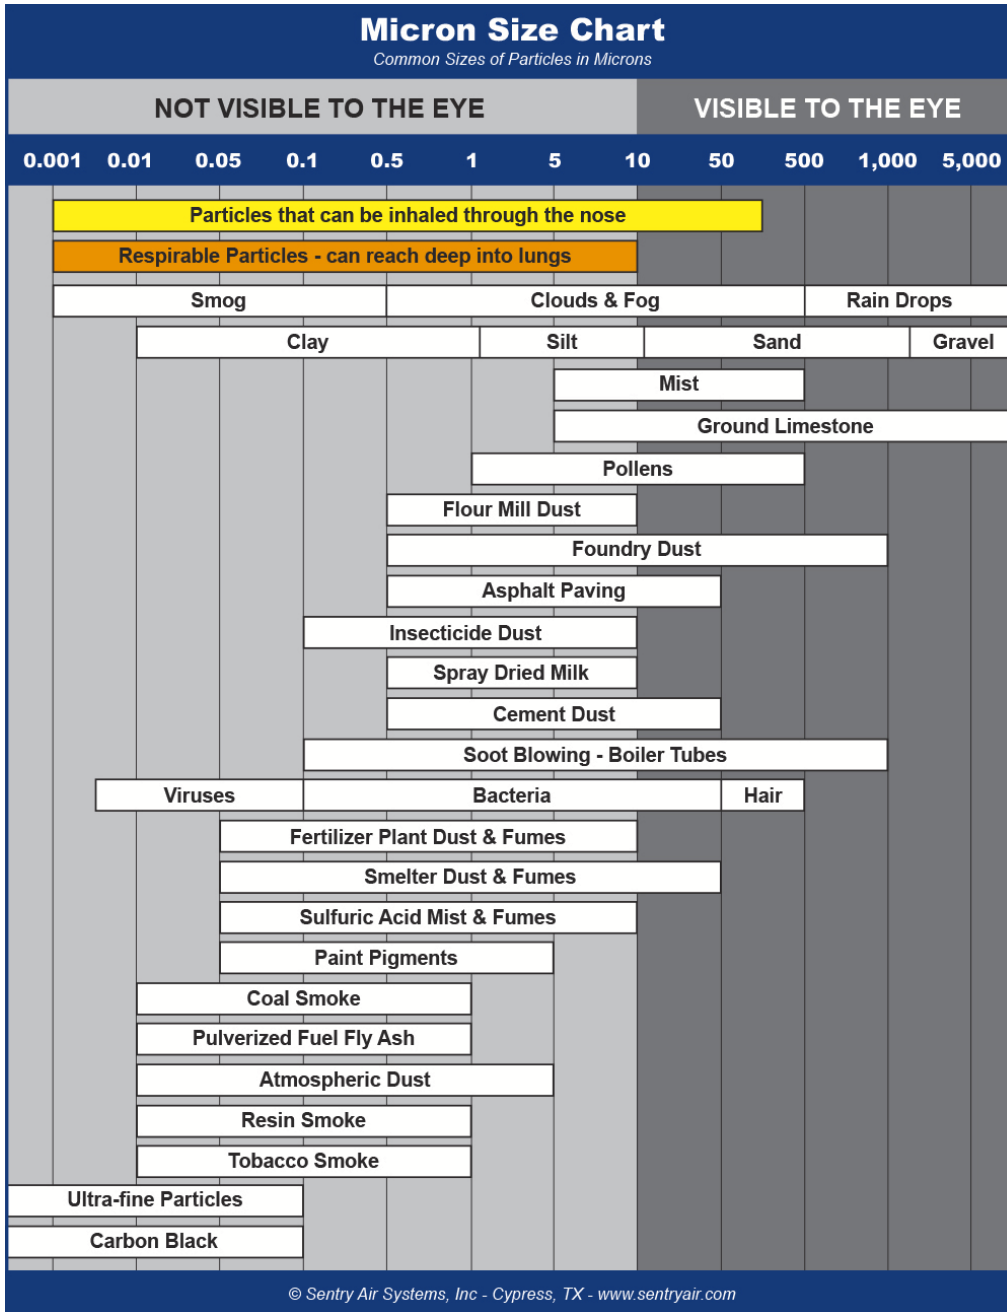 Micron Size Chart
Common Sizes of Particles in Microns
NOT VISIBLE TO THE EYE VISIBLE TO THE EYE
0.001 0.01 0.05 0.1 0.5 1 5 10 50 500 1,000 5,000
Particles that can be inhaled through the nose
Respirable Particles - can reach deep into lungs
Smog Clouds & Fog Rain Drops
Clay Silt Sand Gravel
Mist
Ground Limestone
Pollens
Flour Mill Dust
Foundry Dust
Asphalt Paving
Insecticide Dust
Spray Dried Milk
Cement Dust
Soot Blowing - Boiler Tubes
Viruses Bacteria Hair
Fertilizer Plant Dust & Fumes
Smelter Dust & Fumes
Sulfuric Acid Mist & Fumes
Paint Pigments
Coal Smoke
Pulverized Fuel Fly Ash
Atmospheric Dust
Resin Smoke
Tobacco Smoke
Ultra-fine Particles
Carbon Black
© Sentry Air Systems, Inc - Cypress, TX - www.sentryair.com